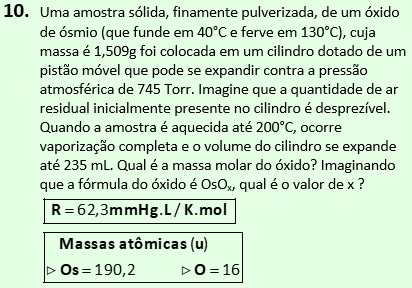 10. Uma amostra sólida, finamente pulverizada, de um óxido
de ósmio (que funde em 40°C e ferve em 130°C), cuja
massa é 1,509g foi colocada em um cilindro dotado de um
pistão móvel que pode se expandir contra a pressão
atmosférica de 745 Torr. Imagine que a quantidade de ar
residual inicialmente presente no cilindro é desprezível.
Quando a amostra é aquecida até 200°C, ocorre
vaporização completa e o volume do cilindro se expande
até 235 mL. Qual é a massa molar do óxido? Imaginando
que a fórmula do óxido é OsOₓ, qual é o valor de x ?
R = 62,3mmHg.L / K.mol
Massas atômicas (u)
▷ Os = 190,2 ▷ O = 16